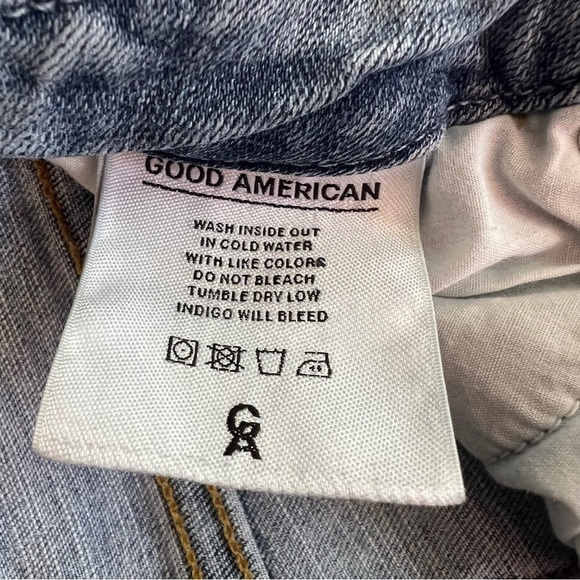 GOOD AMERICAN
WASH INSIDE OUT
IN COLD WATER
WITH LIKE COLORS
DO NOT BLEACH
TUMBLE DRY LOW
INDIGO WILL BLEED
GA